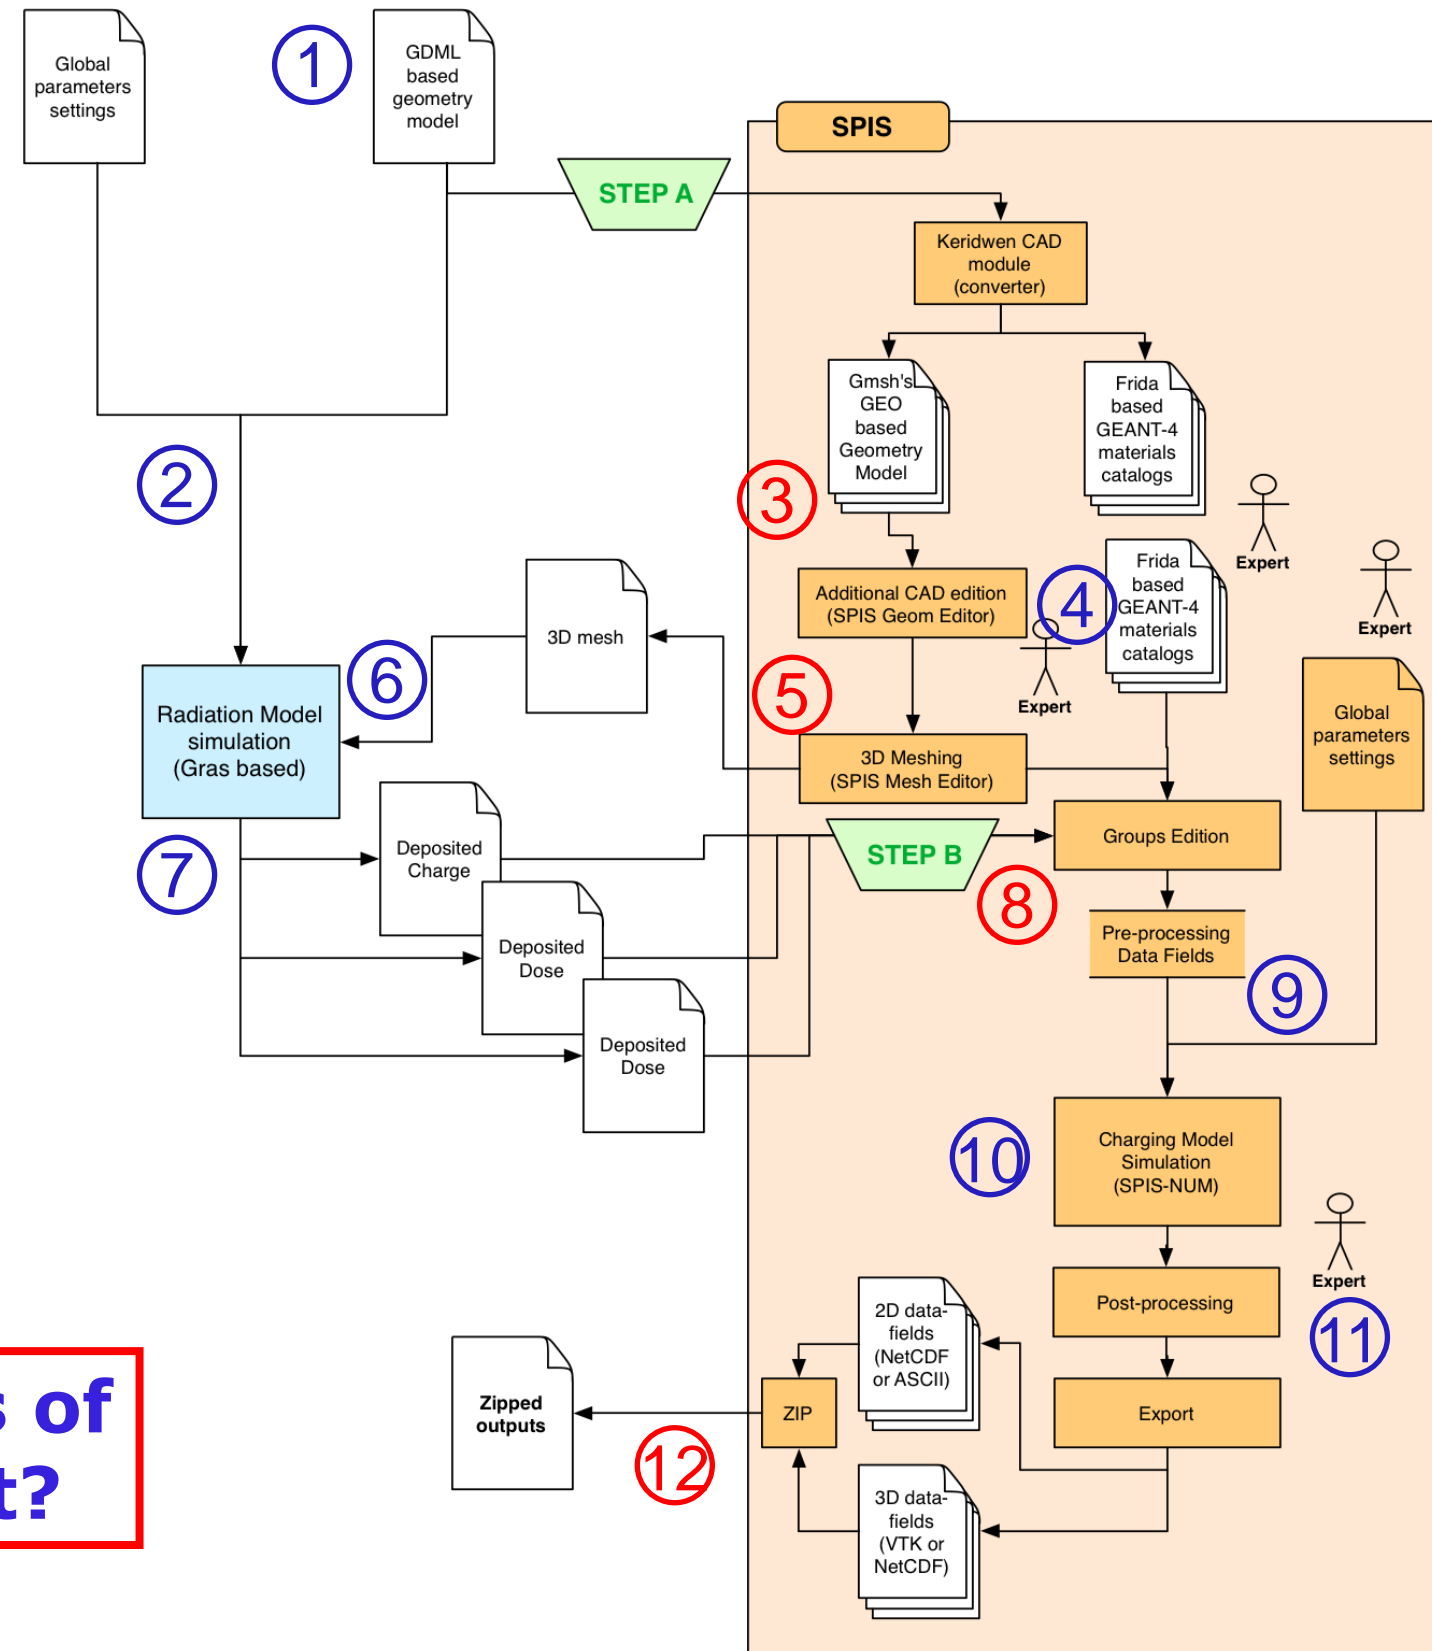 Global
parameters
settings
1
GDML
based
geometry
model
SPIS
STEP A
Keridwen CAD
module
(converter)
Gmsh's
GEO
based
Geometry
Model
Frida
based
GEANT-4
materials
catalogs
2
3
Expert
Frida
based
GEANT-4
materials
catalogs
Expert
Additional CAD edition
(SPIS Geom Editor)
4
3D mesh
Expert
6
5
Radiation Model
simulation
(Gras based)
3D Meshing
(SPIS Mesh Editor)
Global
parameters
settings
7
Deposited
Charge
STEP B
Groups Edition
8
Deposited
Dose
Pre-processing
Data Fields
9
Deposited
Dose
10
Charging Model
Simulation
(SPIS-NUM)
Expert
Post-processing
11
2D data-
fields
(NetCDF
or ASCII)
Zipped
outputs
ZIP
Export
12
3D data-
fields
(VTK or
NetCDF)
s of
t?